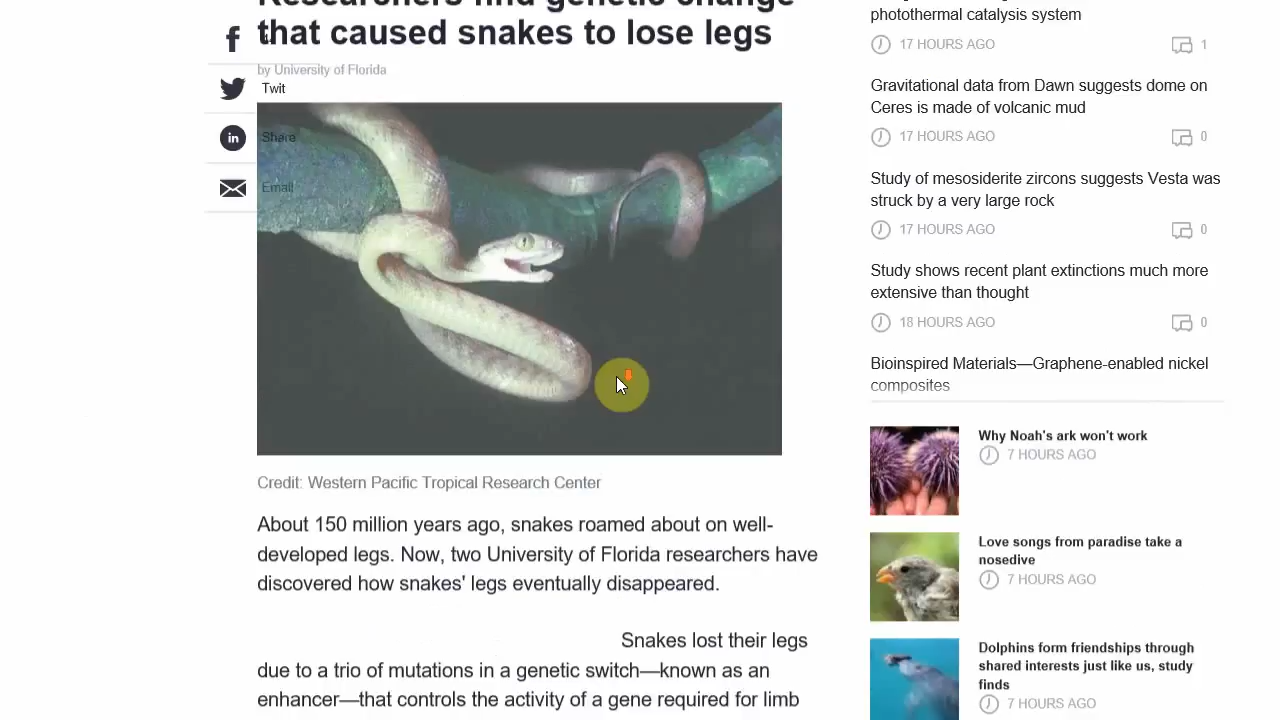 Researchers find genetic change
that caused snakes to lose legs
by University of Florida
Twit
Share
Email
Credit: Western Pacific Tropical Research Center
About 150 million years ago, snakes roamed about on well-
developed legs. Now, two University of Florida researchers have
discovered how snakes' legs eventually disappeared.
Snakes lost their legs
due to a trio of mutations in a genetic switch—known as an
enhancer—that controls the activity of a gene required for limb
photothermal catalysis system
17 HOURS AGO
1
Gravitational data from Dawn suggests dome on
Ceres is made of volcanic mud
17 HOURS AGO
0
Study of mesosiderite zircons suggests Vesta was
struck by a very large rock
17 HOURS AGO
0
Study shows recent plant extinctions much more
extensive than thought
18 HOURS AGO
0
Bioinspired Materials—Graphene-enabled nickel
composites
Why Noah's ark won't work
7 HOURS AGO
Love songs from paradise take a
nosedive
7 HOURS AGO
Dolphins form friendships through
shared interests just like us, study
finds
7 HOURS AGO